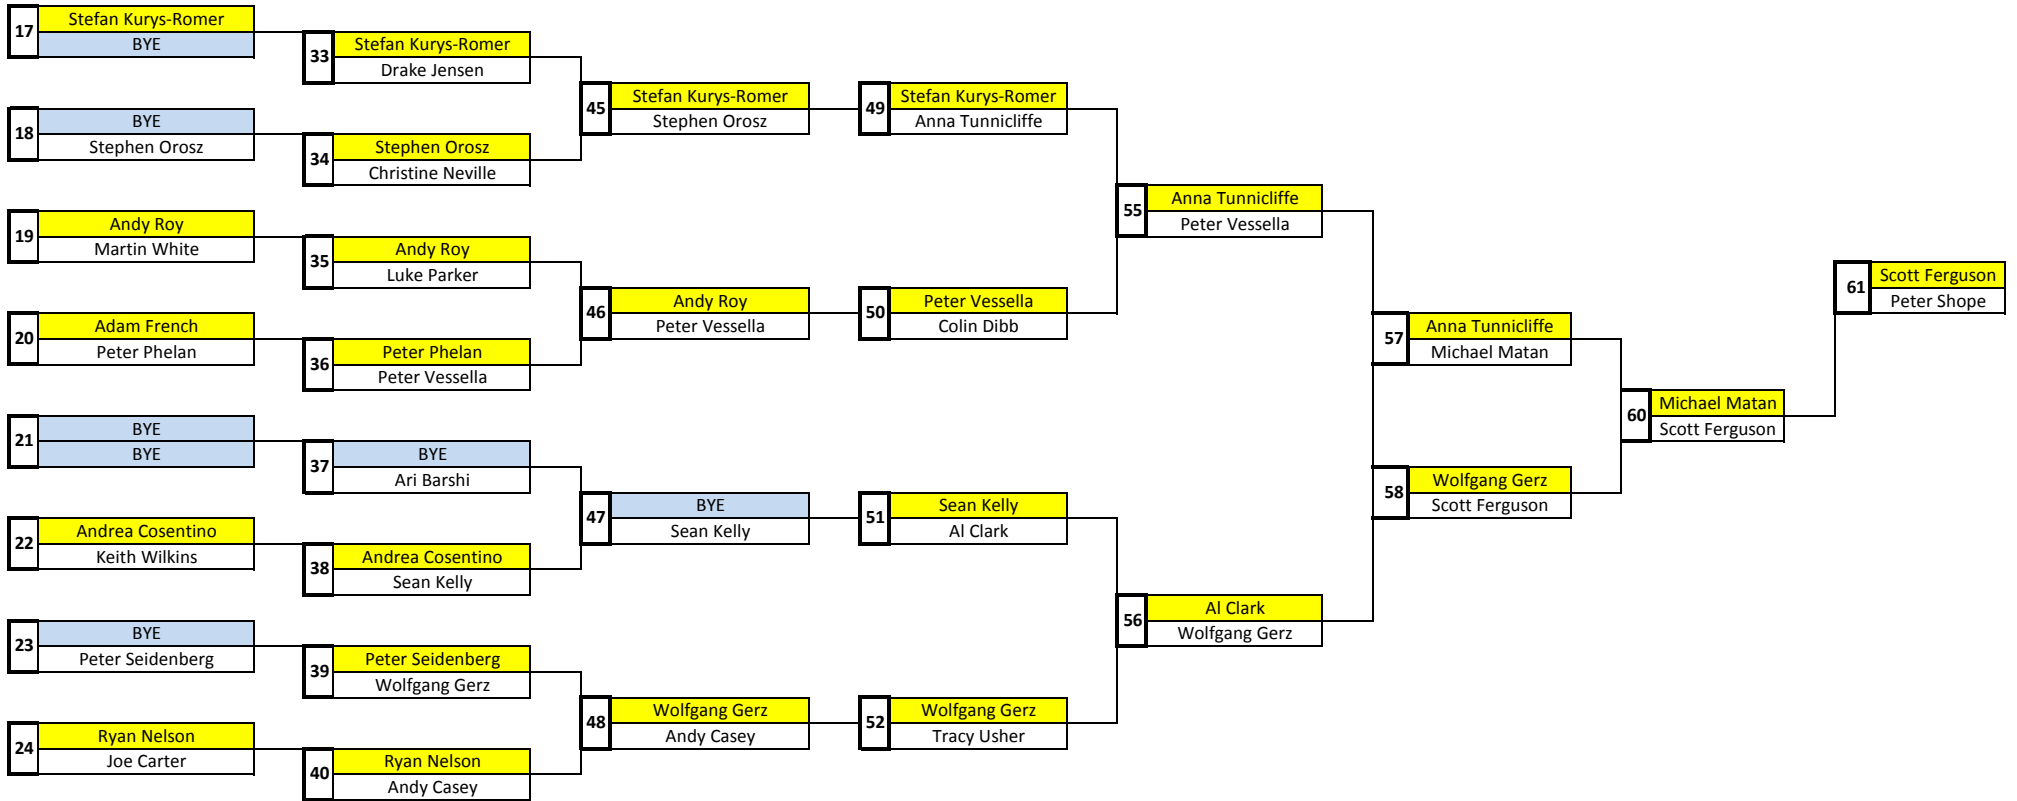 17
Stefan Kurys-Romer
BYE
18
BYE
Stephen Orosz
19
Andy Roy
Martin White
20
Adam French
Peter Phelan
21
BYE
BYE
22
Andrea Cosentino
Keith Wilkins
23
BYE
Peter Seidenberg
24
Ryan Nelson
Joe Carter
33
Stefan Kurys-Romer
Drake Jensen
34
Stephen Orosz
Christine Neville
35
Andy Roy
Luke Parker
36
Peter Phelan
Peter Vessella
37
BYE
Ari Barshi
38
Andrea Cosentino
Sean Kelly
39
Peter Seidenberg
Wolfgang Gerz
40
Ryan Nelson
Andy Casey
45
Stefan Kurys-Romer
Stephen Orosz
46
Andy Roy
Peter Vessella
47
BYE
Sean Kelly
48
Wolfgang Gerz
Andy Casey
49
Stefan Kurys-Romer
Anna Tunnicliffe
50
Peter Vessella
Colin Dibb
51
Sean Kelly
Al Clark
52
Wolfgang Gerz
Tracy Usher
55
Anna Tunnicliffe
Peter Vessella
56
Al Clark
Wolfgang Gerz
57
Anna Tunnicliffe
Michael Matan
58
Wolfgang Gerz
Scott Ferguson
60
Michael Matan
Scott Ferguson
61
Scott Ferguson
Peter Shope